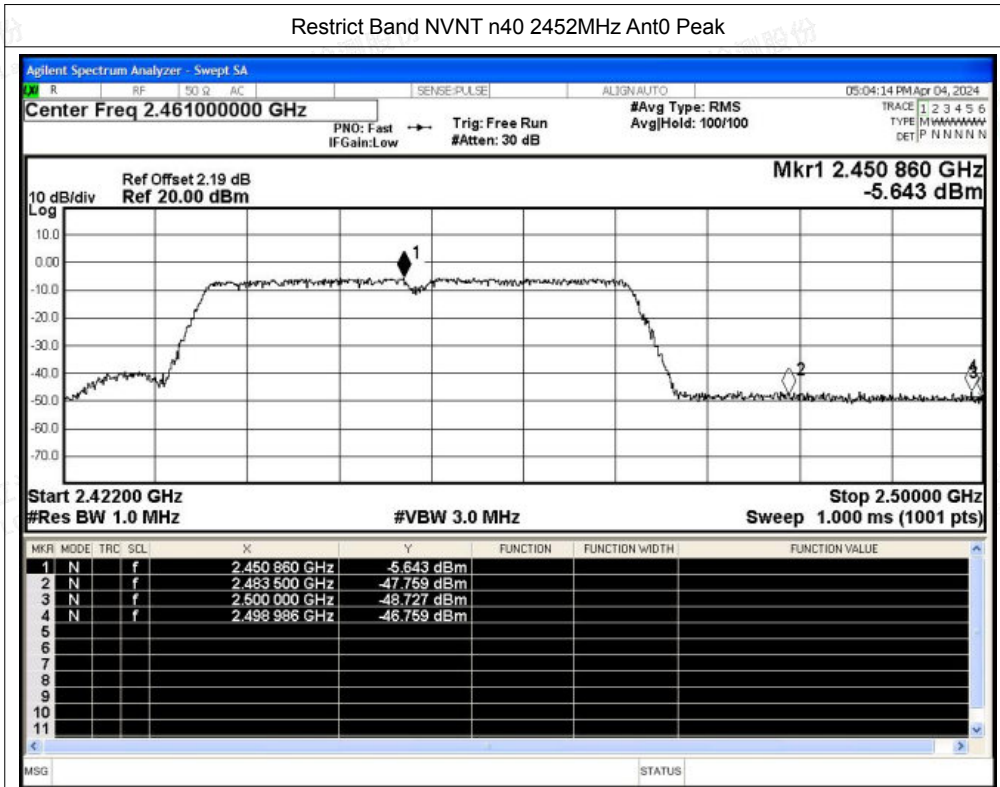 Restrict Band NVNT n40 2452MHz Ant0 Peak
Agilent Spectrum Analyzer - Swept SA
R RF 50 Ω AC SENSE:PULSE ALIGN AUTO 05:04:14 PM Apr 04, 2024
Center Freq 2.461000000 GHz
PNO: Fast
IFGain:Low
Trig: Free Run
#Atten: 30 dB
#Avg Type: RMS
Avg|Hold: 100/100
TRACE 1 2 3 4 5 6
TYPE M
DET P N N N N N
Mkr1 2.450 860 GHz
-5.643 dBm
Ref Offset 2.19 dB
10 dB/div Ref 20.00 dBm
Log
10.0
0.00
-10.0
-20.0
-30.0
-40.0
-50.0
-60.0
-70.0
1
2
4
3
Start 2.42200 GHz Stop 2.50000 GHz
#Res BW 1.0 MHz #VBW 3.0 MHz Sweep 1.000 ms (1001 pts)
MKR MODE TRC SCL X Y FUNCTION FUNCTION WIDTH FUNCTION VALUE
1 N f 2.450 860 GHz -5.643 dBm
2 N f 2.483 500 GHz -47.759 dBm
3 N f 2.500 000 GHz -48.727 dBm
4 N f 2.498 986 GHz -46.759 dBm
5
6
7
8
9
10
11
MSG STATUS